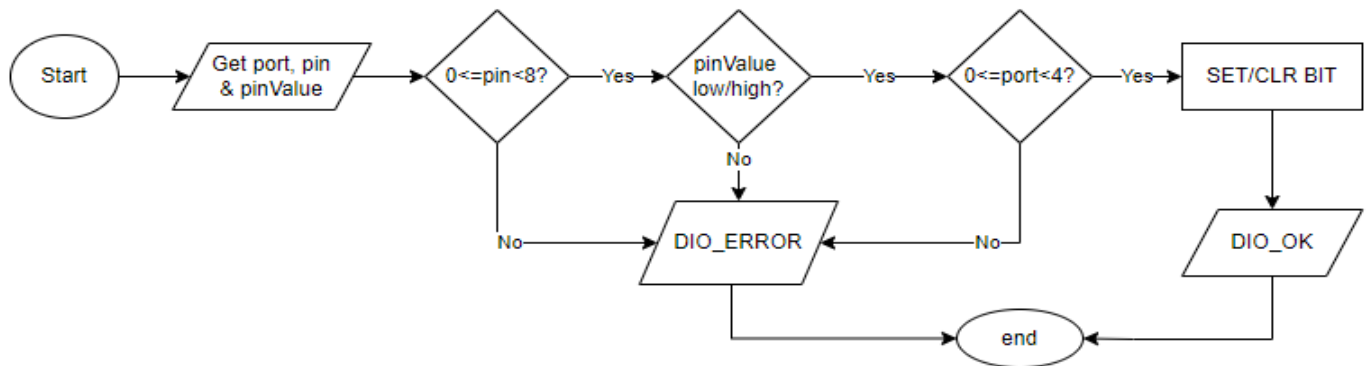 Start
Get port, pin
& pinValue
0<=pin<8?
Yes
pinValue
low/high?
Yes
0<=port<4?
Yes
SET/CLR BIT
No
No
DIO_ERROR
No
DIO_OK
end